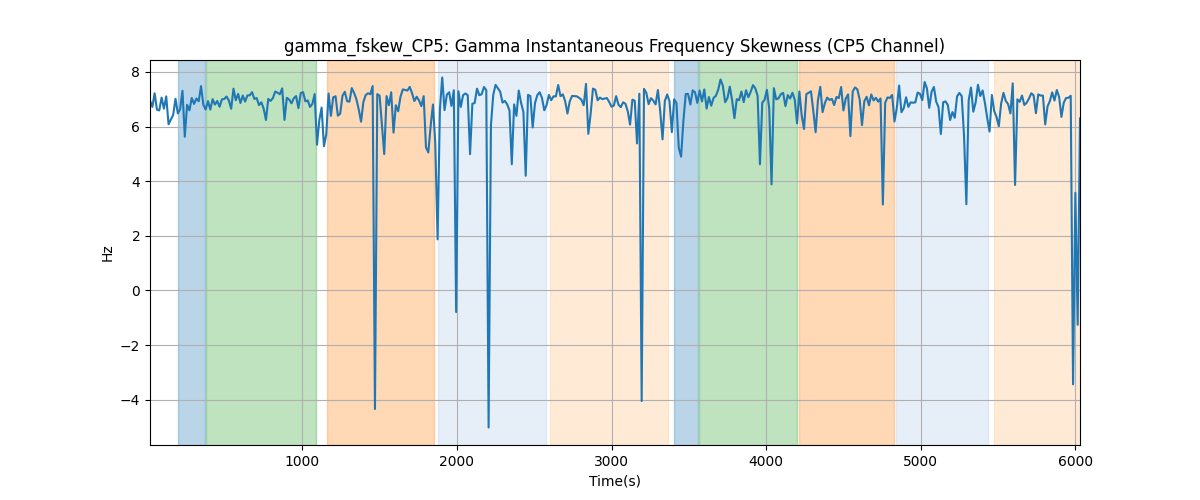 gamma_fskew_CP5: Gamma Instantaneous Frequency Skewness (CP5 Channel)
8
6
4
2
0
−2
−4
Hz
1000 2000 3000 4000 5000 6000
Time(s)